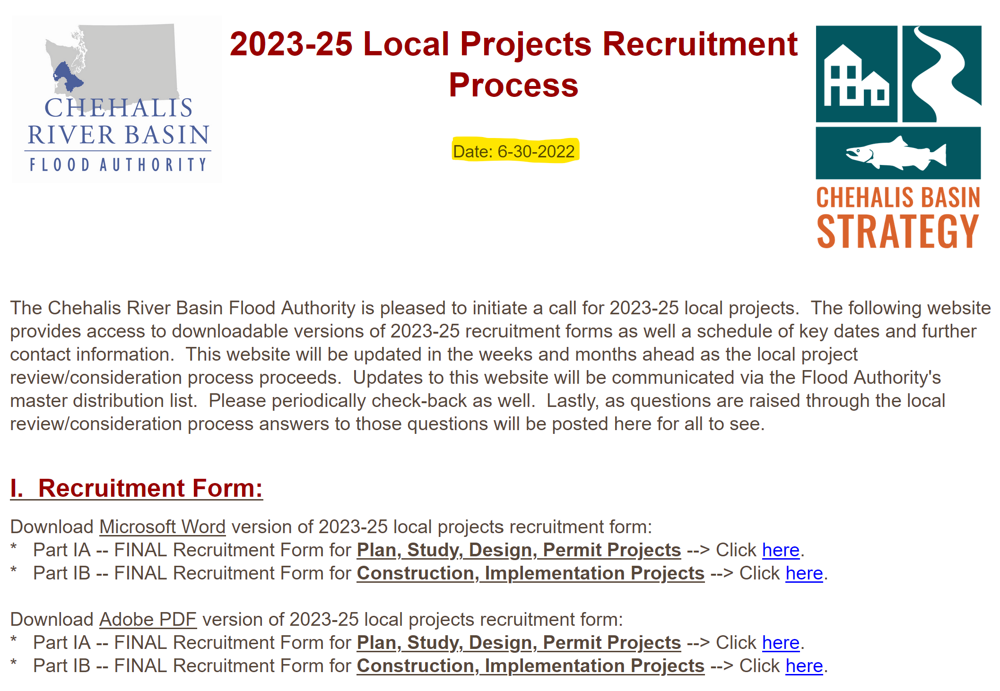 2023-25 Local Projects Recruitment
Process
Date: 6-30-2022
CHEHALIS
RIVER BASIN
FLOOD AUTHORITY
CHEHALIS BASIN
STRATEGY
The Chehalis River Basin Flood Authority is pleased to initiate a call for 2023-25 local projects.  The following website
provides access to downloadable versions of 2023-25 recruitment forms as well a schedule of key dates and further
contact information.  This website will be updated in the weeks and months ahead as the local project
review/consideration process proceeds.  Updates to this website will be communicated via the Flood Authority's
master distribution list.  Please periodically check-back as well.  Lastly, as questions are raised through the local
review/consideration process answers to those questions will be posted here for all to see.
I.  Recruitment Form:
Download Microsoft Word version of 2023-25 local projects recruitment form:
*   Part IA -- FINAL Recruitment Form for Plan, Study, Design, Permit Projects --> Click here.
*   Part IB -- FINAL Recruitment Form for Construction, Implementation Projects --> Click here.
Download Adobe PDF version of 2023-25 local projects recruitment form:
*   Part IA -- FINAL Recruitment Form for Plan, Study, Design, Permit Projects --> Click here.
*   Part IB -- FINAL Recruitment Form for Construction, Implementation Projects --> Click here.